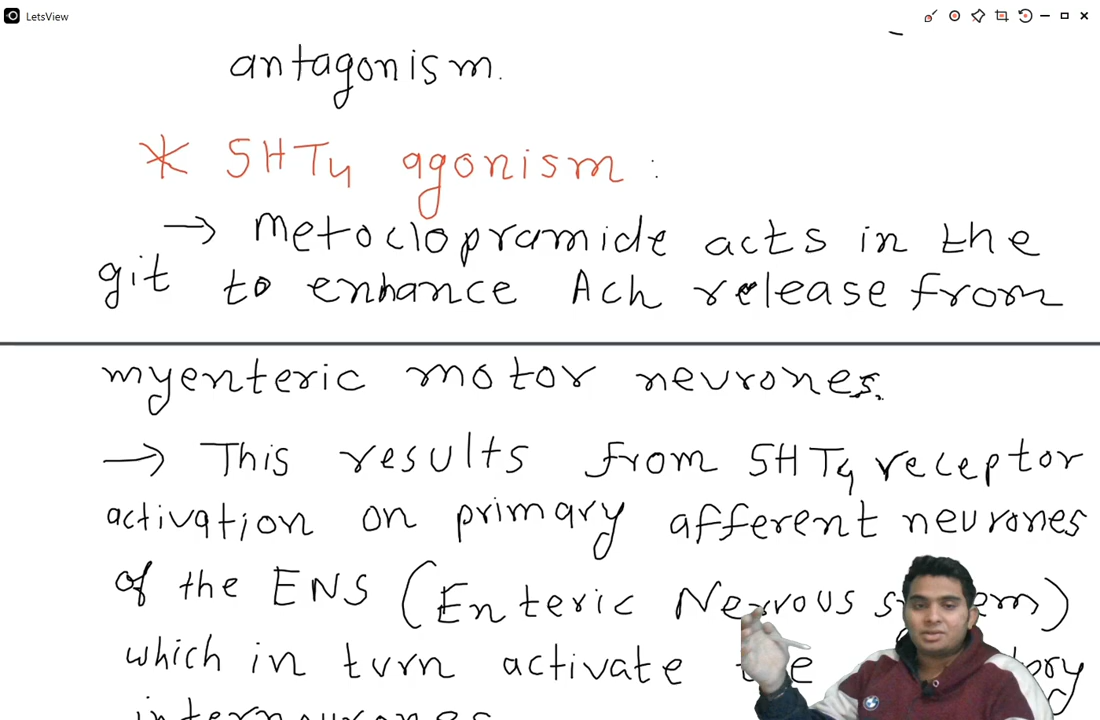 LetsView
antagonism.
* 5HT4 agonism :
→ Metoclopramide acts in the
git to enhance Ach release from
myenteric motor neurones.
→ This results from 5HT4 receptor
activation on primary afferent neurones
of the ENS (Enteric Nervous
which in turn activate